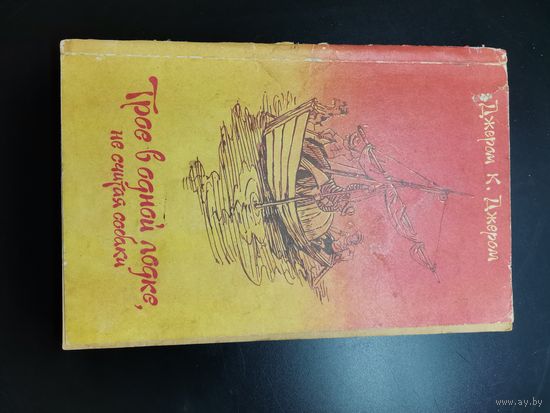 Джером К. Джером
Трое в одной лодке,
не считая собаки
www.ay.by